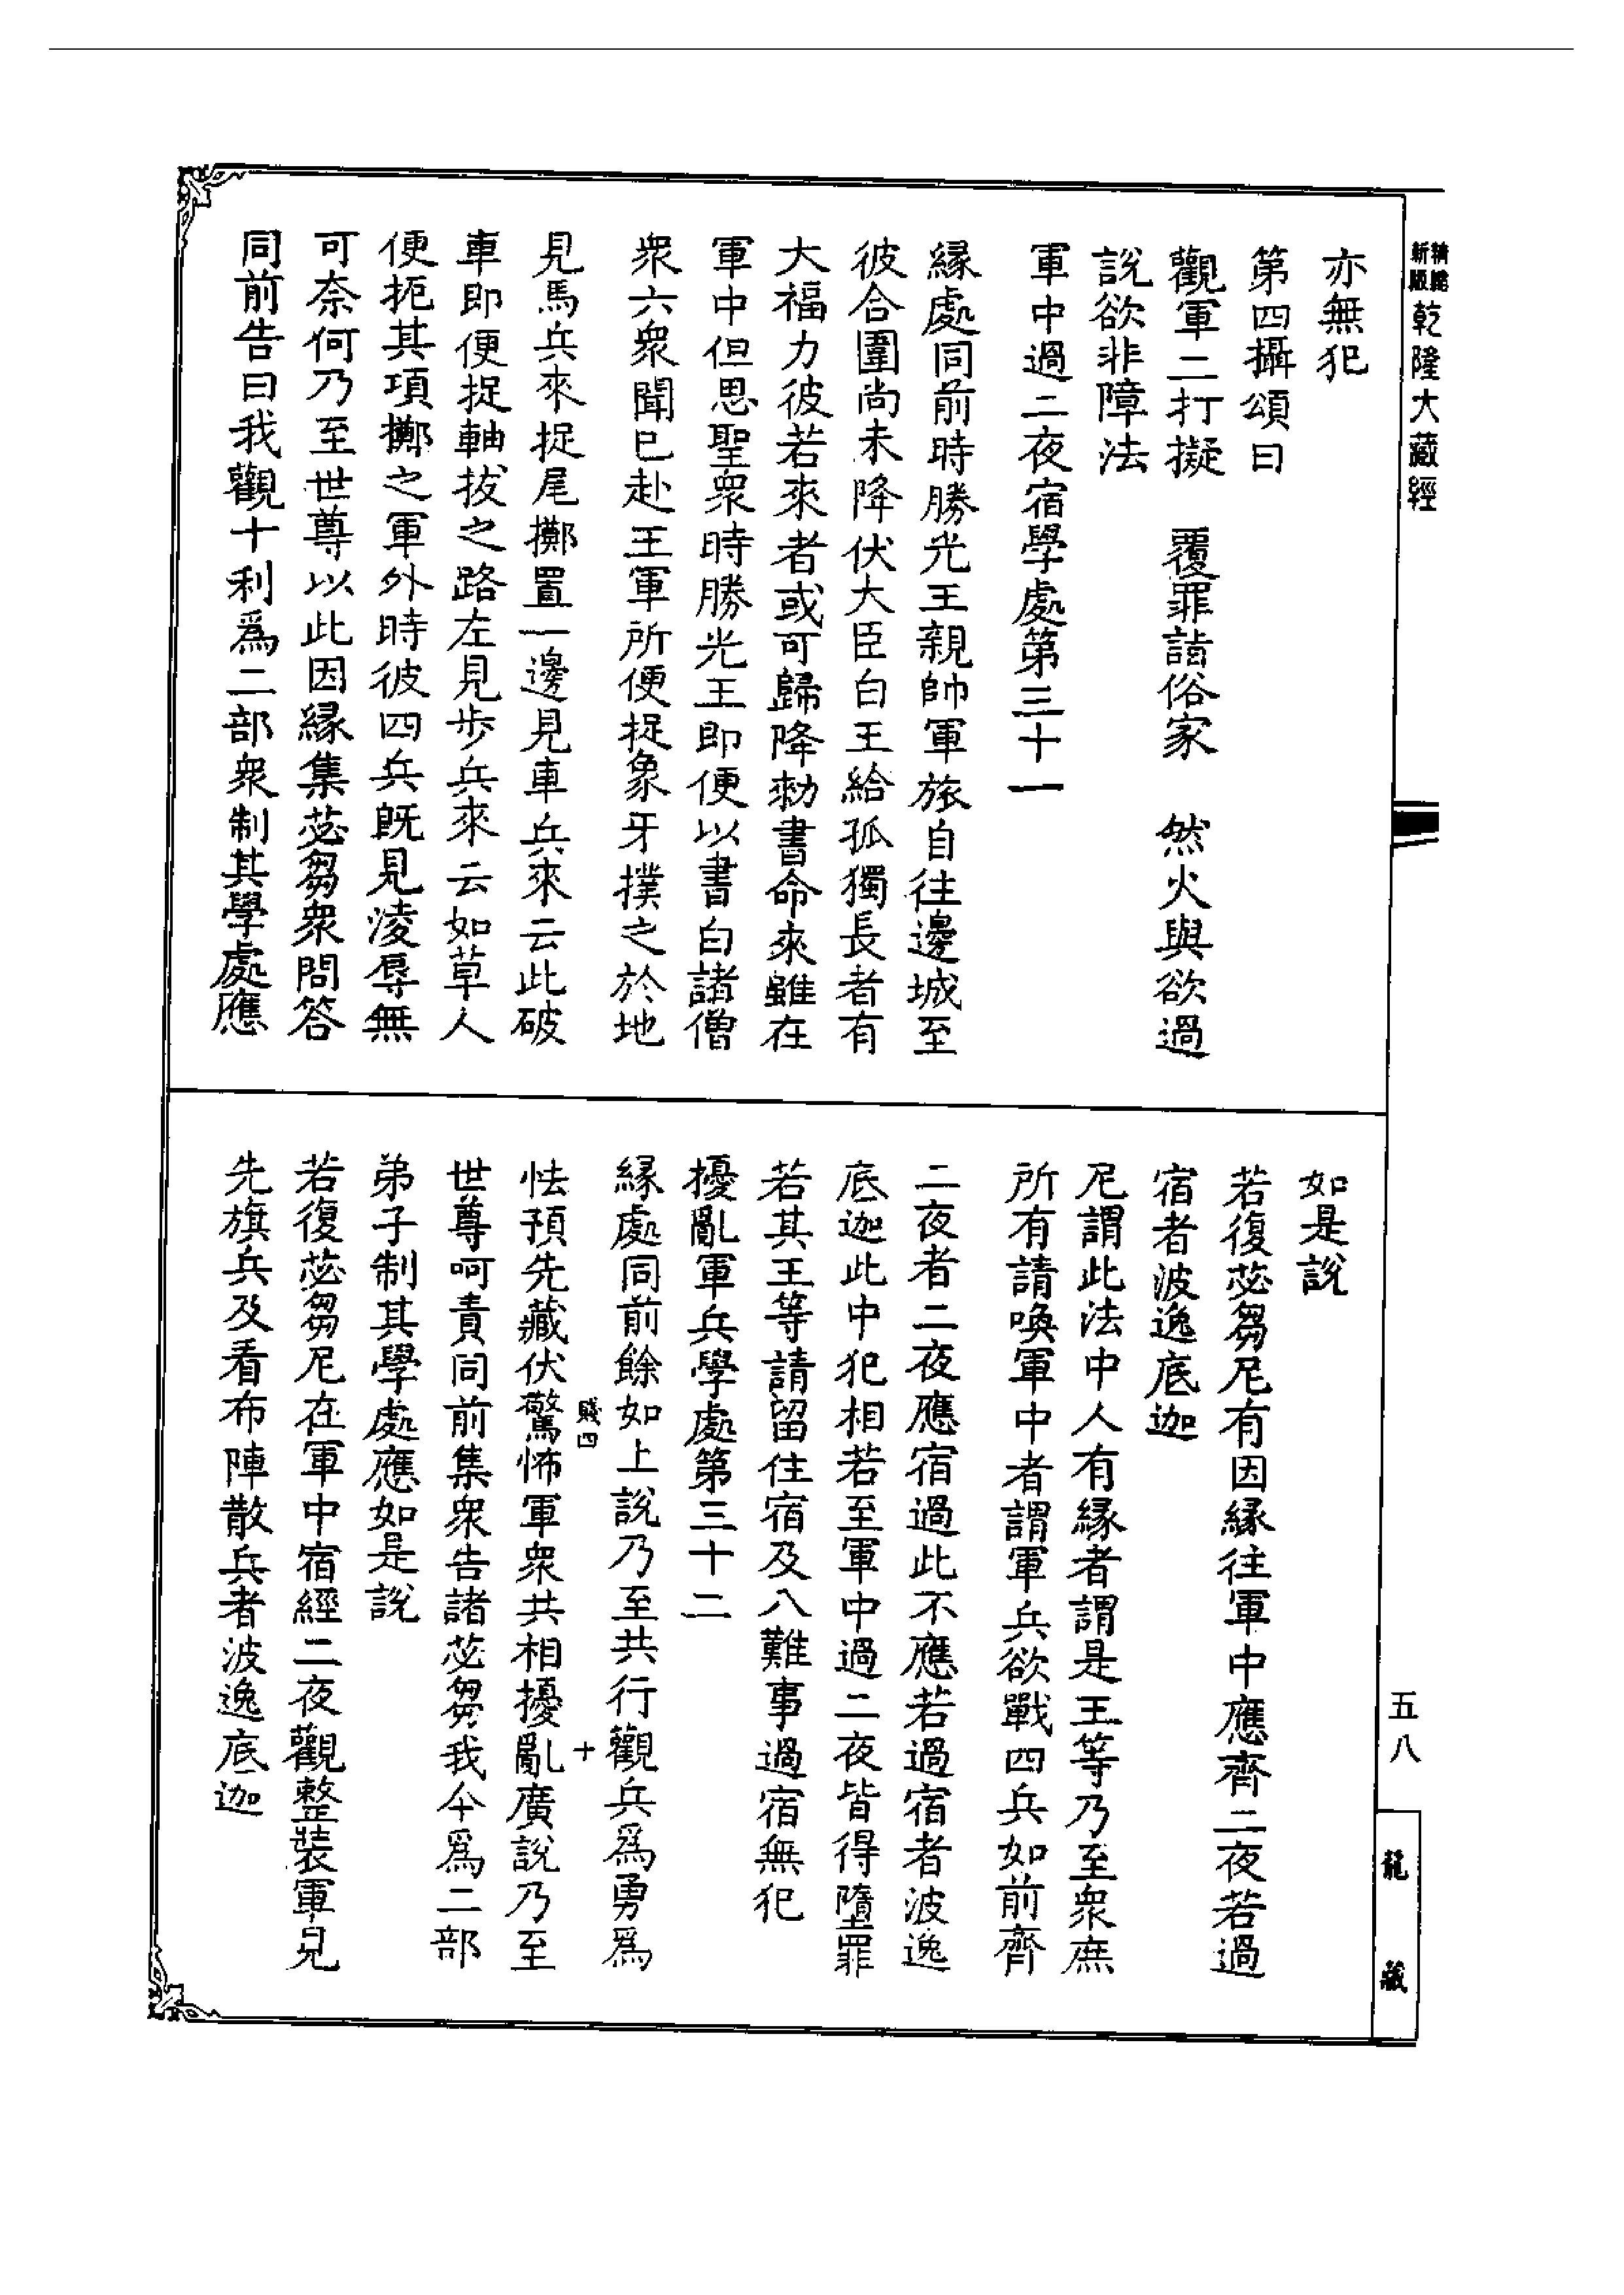 新版
精縮
乾隆大藏經
亦無犯
第四攝頌曰
觀軍二打擬　覆罪詣俗家　然火與欲過
說欲非障法
軍中過二夜宿學處第三十一
緣處同前時勝光王親帥軍旅自往邊城至
彼合圍尚未降伏大臣白王給孤獨長者有
大福力彼若來者或可歸降勑書命來雖在
軍中但思聖眾時勝光王即便以書白諸僧
眾六眾聞已赴王軍所便捉象牙撲之於地
見馬兵來捉尾擲置一邊見車兵來云此破
車即便捉軸拔之路左見步兵來云如草人
便扼其項擲之軍外時彼四兵既見淩辱無
可奈何乃至世尊以此因緣集苾芻眾問答
同前告曰我觀十利為二部眾制其學處應
如是說
若復苾芻尼有因緣往軍中應齊二夜若過
宿者波逸底迦
尼謂此法中人有緣者謂是王等乃至眾庶
所有請喚軍中者謂軍兵欲戰四兵如前齊
二夜者二夜應宿過此不應若過宿者波逸
底迦此中犯相若至軍中過二夜皆得墮罪
若其王等請留住宿及八難事過宿無犯
擾亂軍兵學處第三十二
緣處同前餘如上說乃至共行觀兵為勇為
怯預先藏伏驚怖軍眾共相擾亂廣說乃至
世尊呵責同前集眾告諸苾芻我今為二部
弟子制其學處應如是說
若復苾芻尼在軍中宿經二夜觀整裝軍見
先旗兵及看布陣散兵者波逸底迦
賤四
十
五八
龍藏